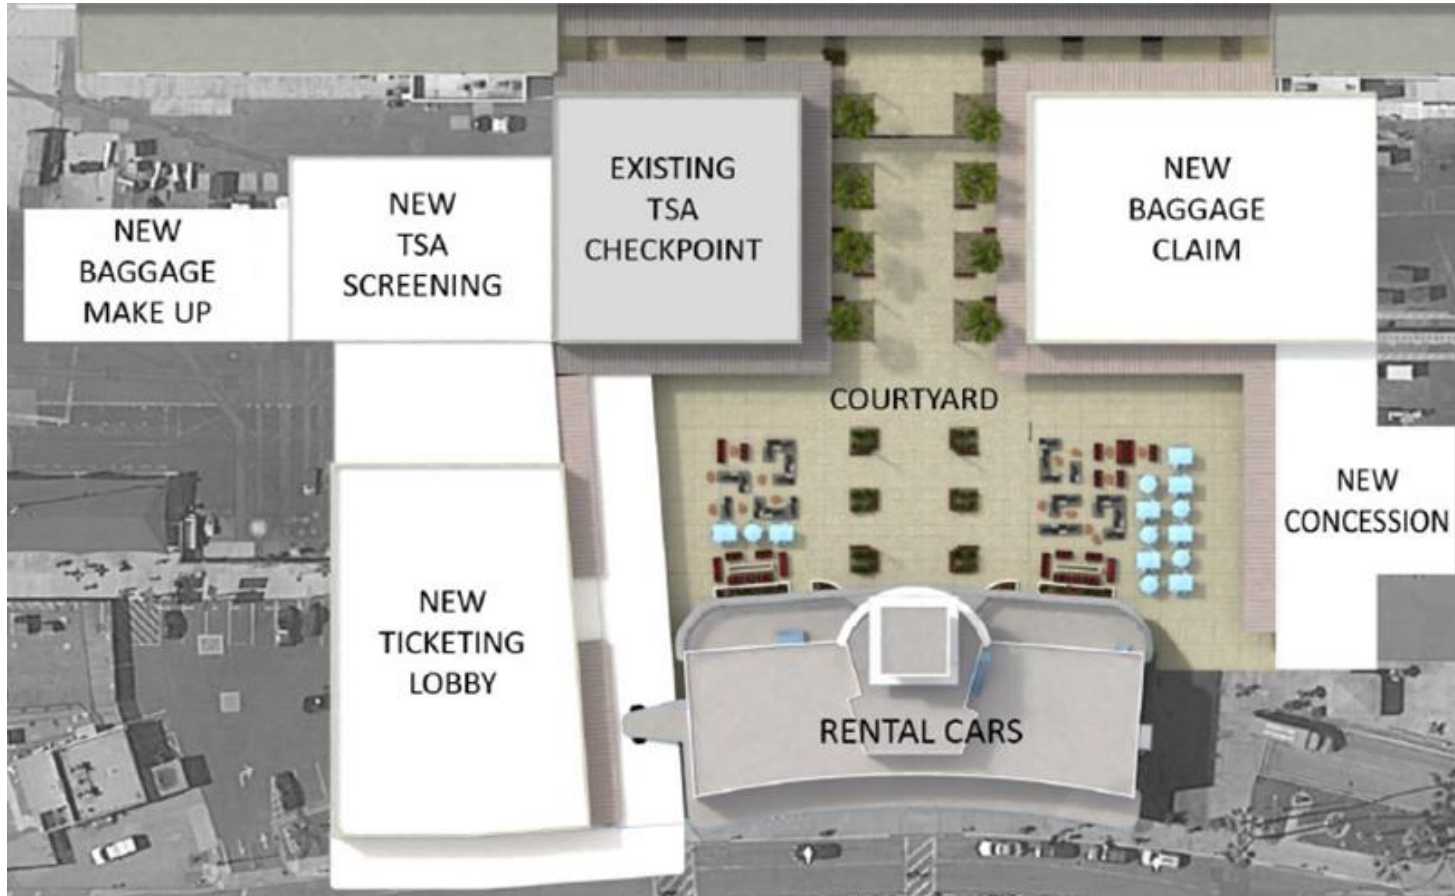 NEW
BAGGAGE
MAKE UP
NEW
TSA
SCREENING
EXISTING
TSA
CHECKPOINT
NEW
BAGGAGE
CLAIM
COURTYARD
NEW
CONCESSION
NEW
TICKETING
LOBBY
RENTAL CARS